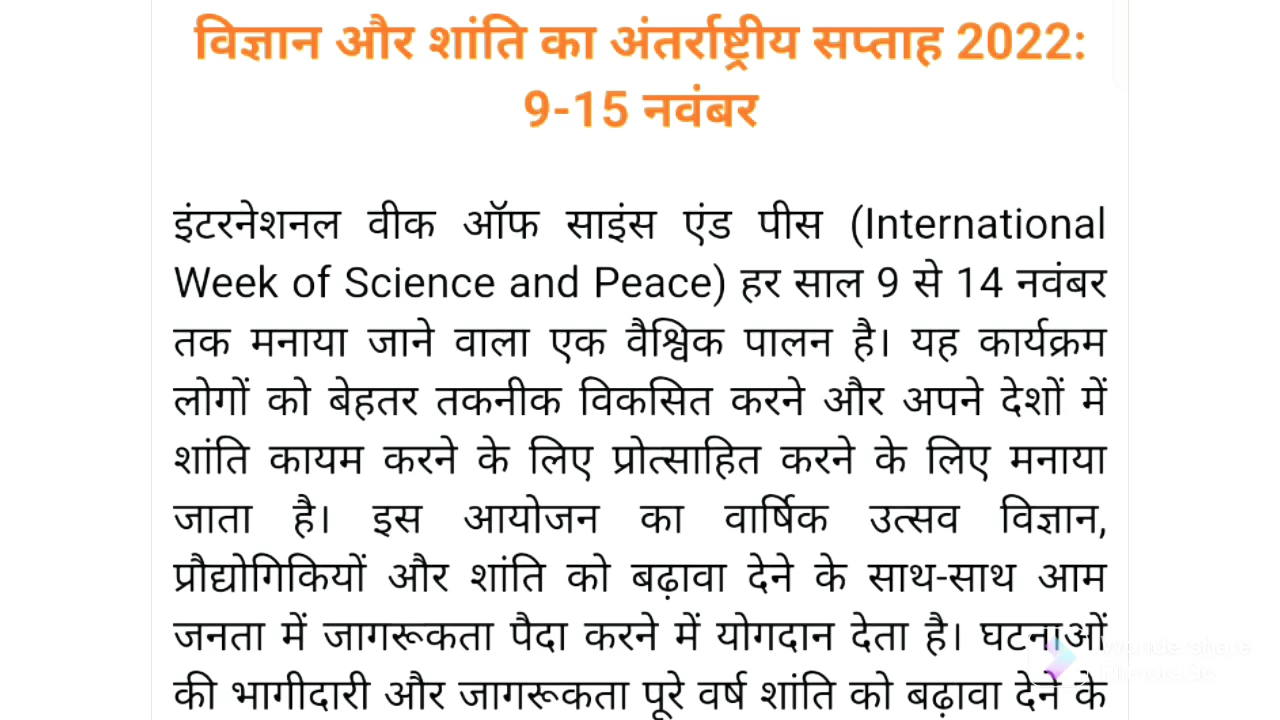 विज्ञान और शांति का अंतर्राष्ट्रीय सप्ताह 2022:
9-15 नवंबर
इंटरनेशनल वीक ऑफ साइंस एंड पीस (International
Week of Science and Peace) हर साल 9 से 14 नवंबर
तक मनाया जाने वाला एक वैश्विक पालन है। यह कार्यक्रम
लोगों को बेहतर तकनीक विकसित करने और अपने देशों में
शांति कायम करने के लिए प्रोत्साहित करने के लिए मनाया
जाता है। इस आयोजन का वार्षिक उत्सव विज्ञान,
प्रौद्योगिकियों और शांति को बढ़ावा देने के साथ-साथ आम
जनता में जागरूकता पैदा करने में योगदान देता है। घटनाओं
की भागीदारी और जागरूकता पूरे वर्ष शांति को बढ़ावा देने के
Wondershare